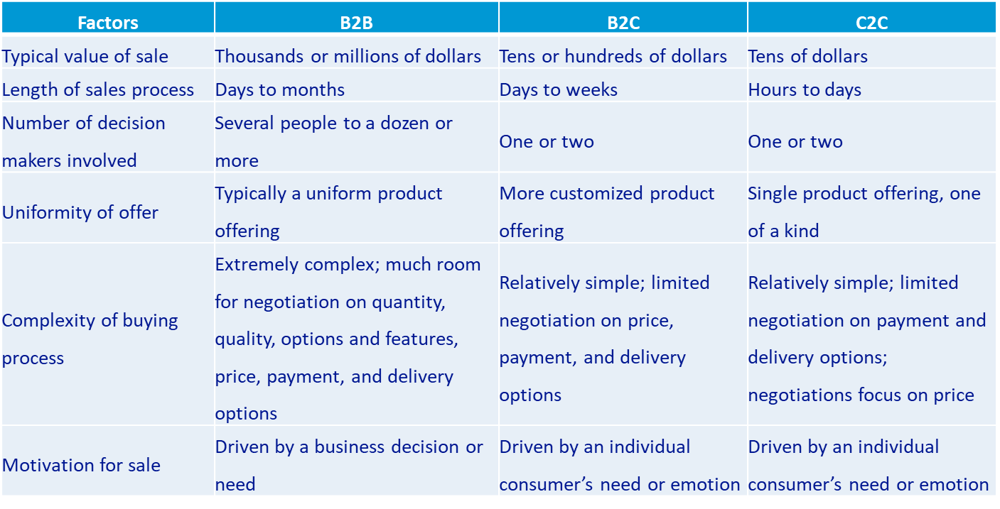 Factors
B2B
B2C
C2C
Typical value of sale
Thousands or millions of dollars
Tens or hundreds of dollars
Tens of dollars
Length of sales process
Days to months
Days to weeks
Hours to days
Number of decision
makers involved
Several people to a dozen or
more
One or two
One or two
Uniformity of offer
Typically a uniform product
offering
More customized product
offering
Single product offering, one
of a kind
Complexity of buying
process
Extremely complex; much room
for negotiation on quantity,
quality, options and features,
price, payment, and delivery
options
Relatively simple; limited
negotiation on price,
payment, and delivery
options
Relatively simple; limited
negotiation on payment and
delivery options;
negotiations focus on price
Motivation for sale
Driven by a business decision or
need
Driven by an individual
consumer’s need or emotion
Driven by an individual
consumer’s need or emotion